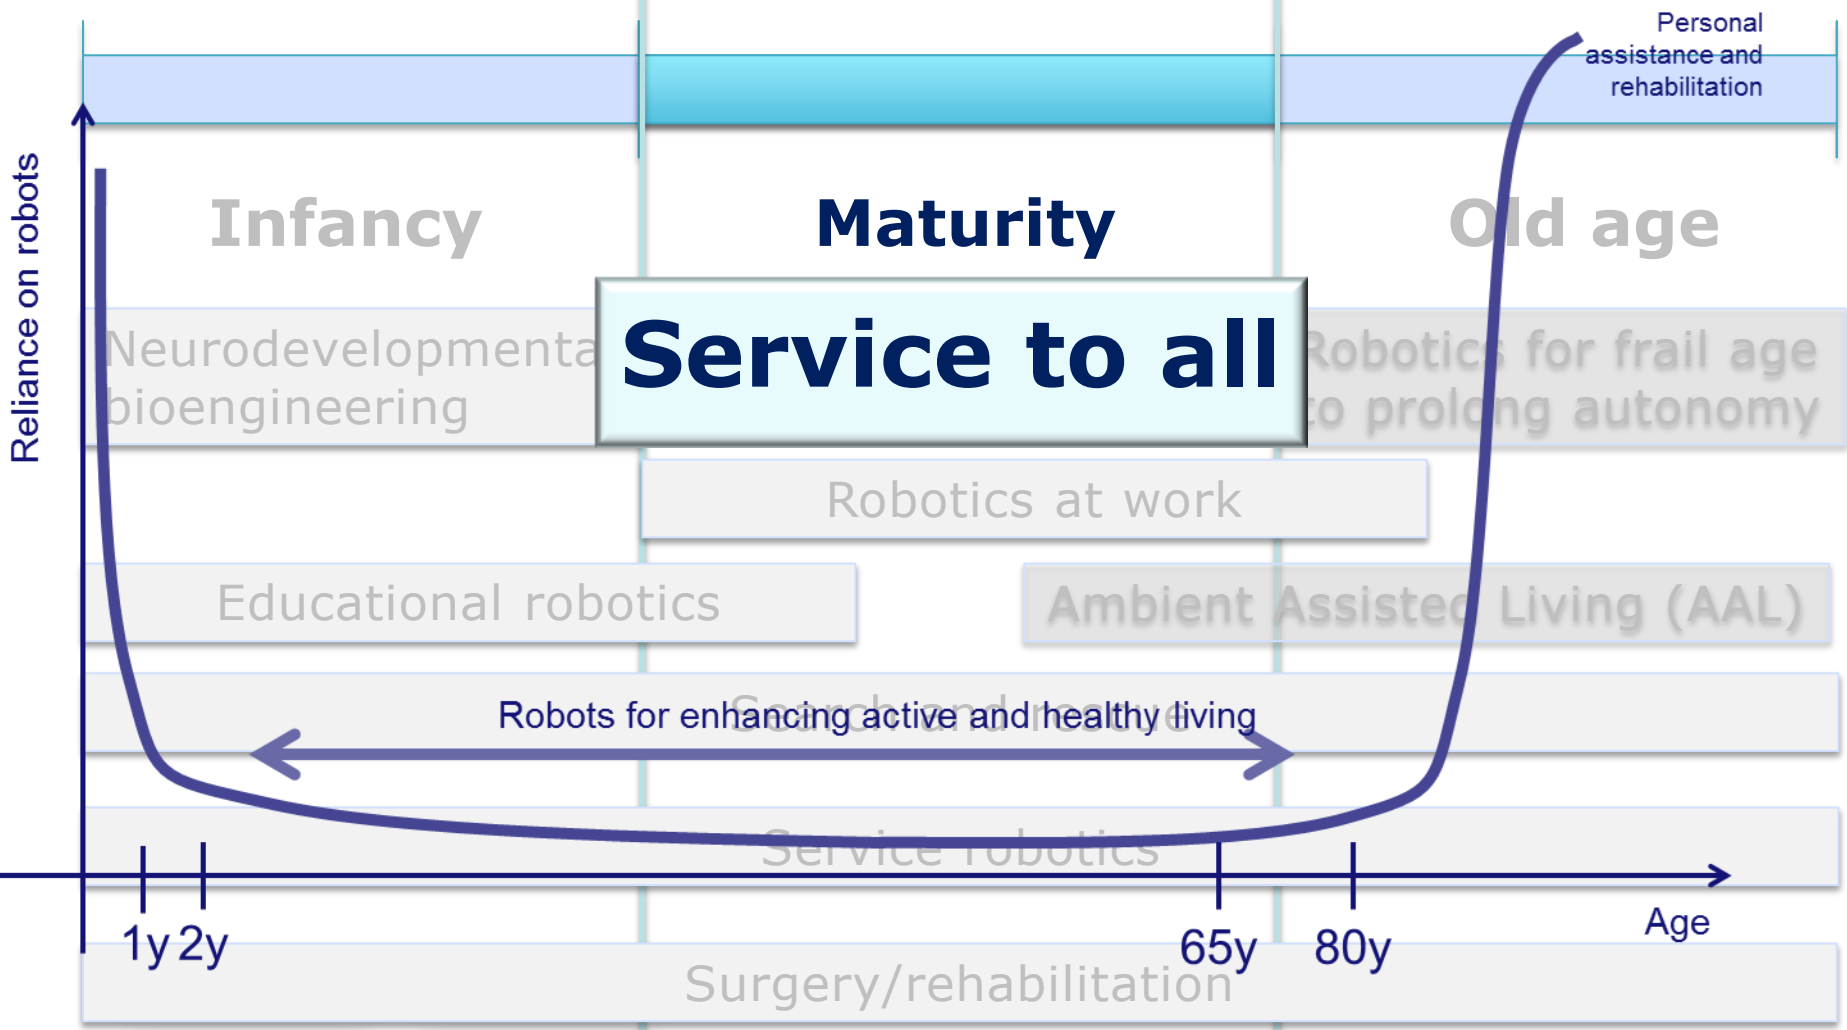 Personal
assistance and
rehabilitation
Reliance on robots
Infancy
Maturity
Old age
Neurodevelopmenta
bioengineering
Service to all
Robotics for frail age
to prolong autonomy
Robotics at work
Educational robotics
Ambient Assisted Living (AAL)
Search and rescue
Robots for enhancing active and healthy living
Service robotics
1y
2y
65y
80y
Age
Surgery/rehabilitation